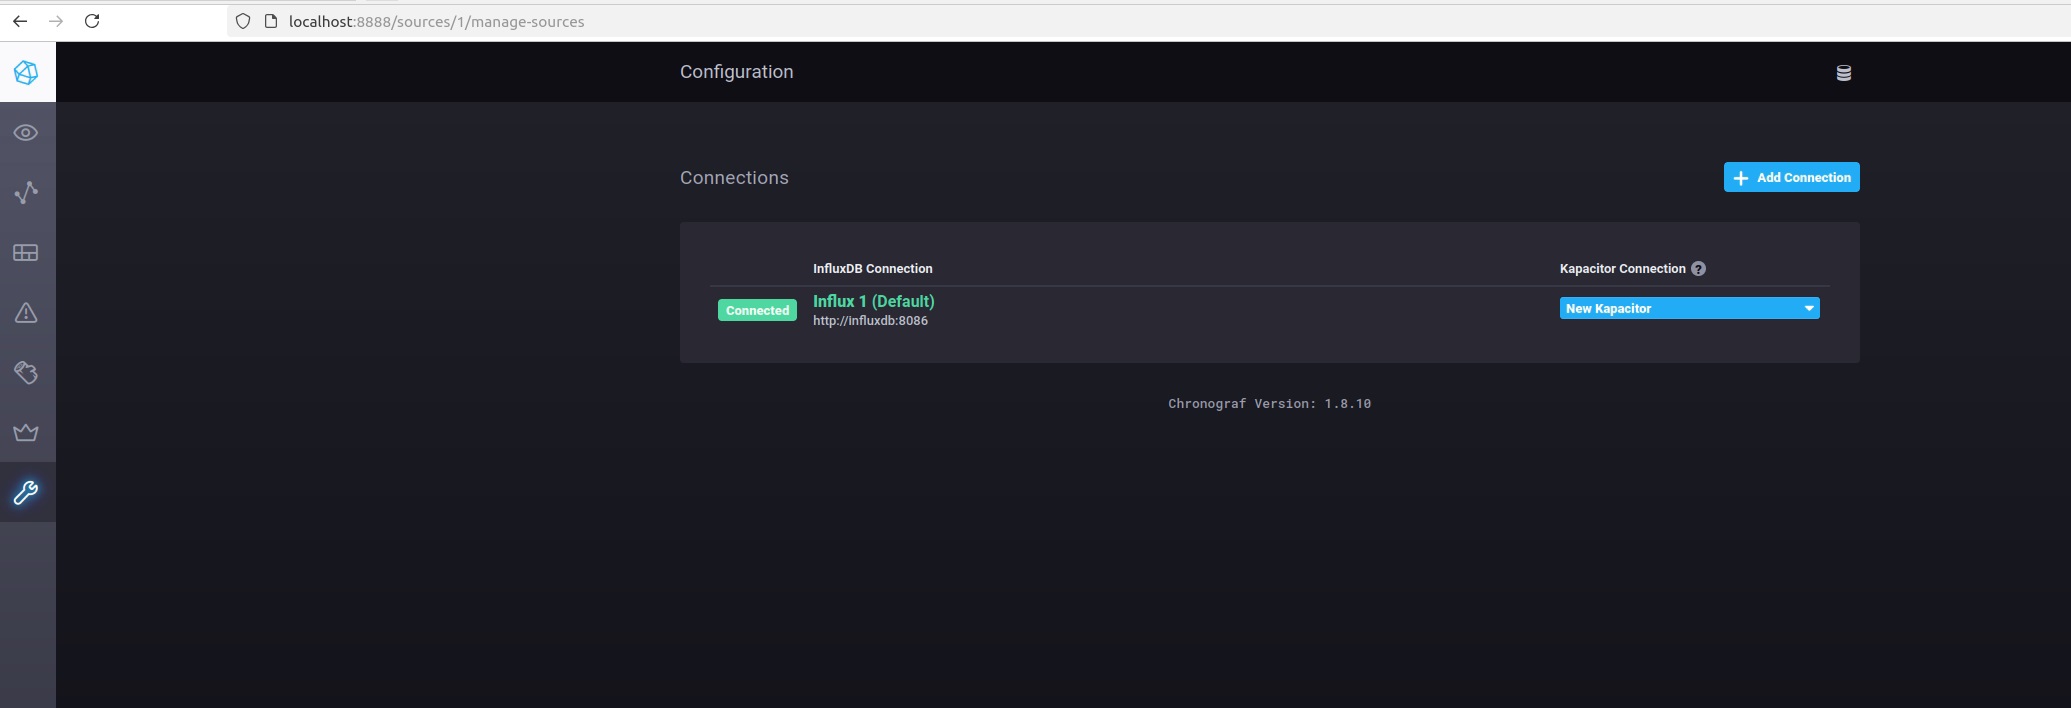 localhost:8888/sources/1/manage-sources
Configuration
Connections
Add Connection
InfluxDB Connection
Kapacitor Connection ?
Connected
Influx 1 (Default)
http://influxdb:8086
New Kapacitor
Chronograf Version: 1.8.10